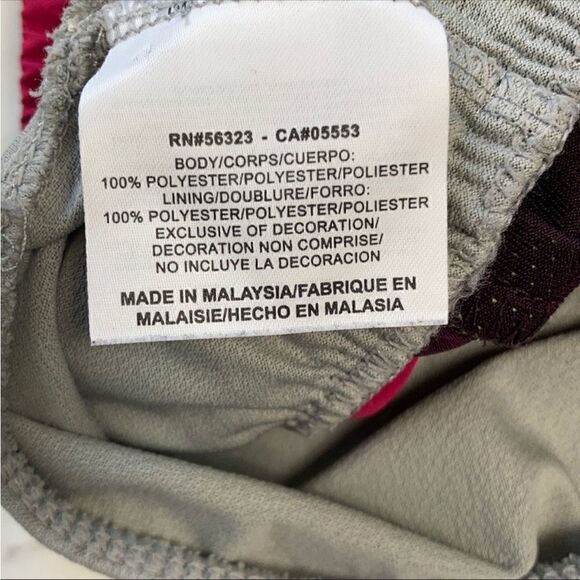 RN#56323 - CA#05553
BODY/CORPS/CUERPO:
100% POLYESTER/POLYESTER/POLIESTER
LINING/DOUBLURE/FORRO:
100% POLYESTER/POLYESTER/POLIESTER
EXCLUSIVE OF DECORATION/
DECORATION NON COMPRISE/
NO INCLUYE LA DECORACION
MADE IN MALAYSIA/FABRIQUE EN
MALAISIE/HECHO EN MALASIA